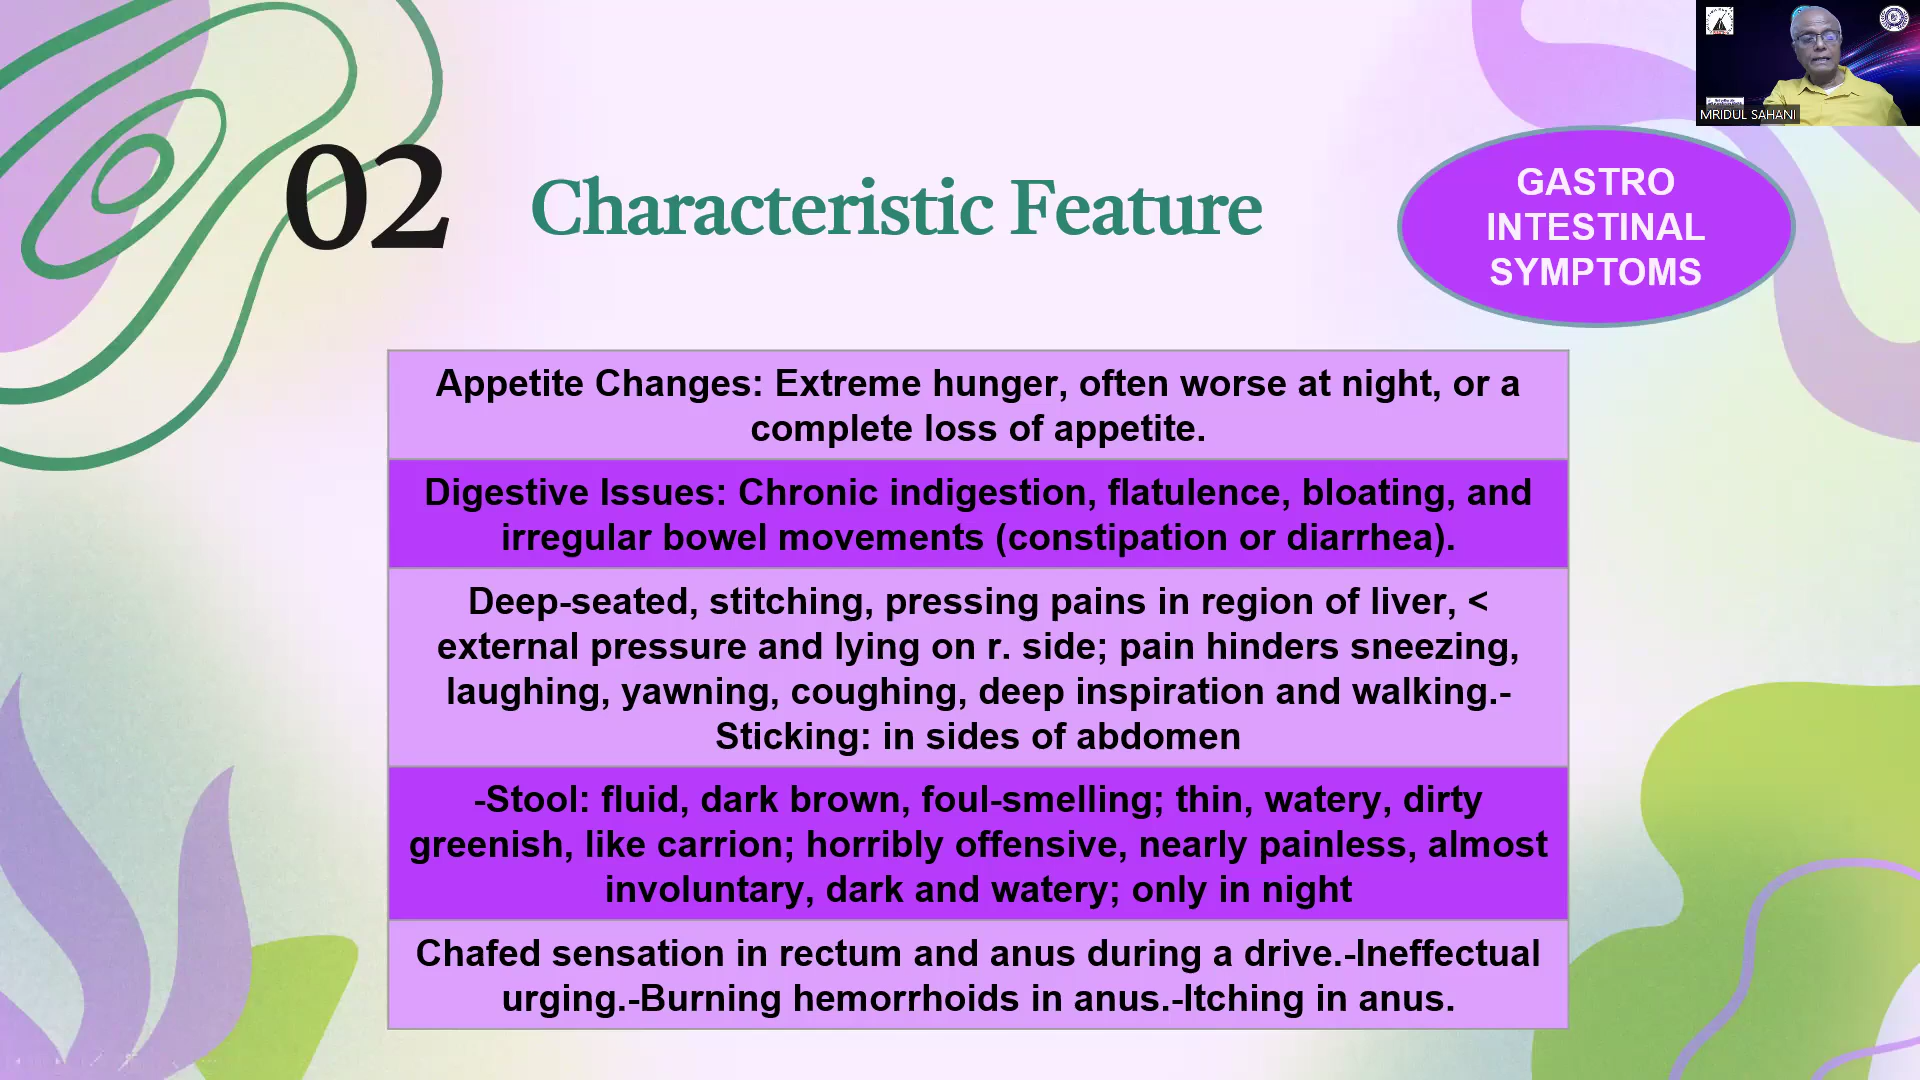 MRIDUL SAHANI
02
Characteristic Feature
GASTRO
INTESTINAL
SYMPTOMS
Appetite Changes: Extreme hunger, often worse at night, or a
complete loss of appetite.
Digestive Issues: Chronic indigestion, flatulence, bloating, and
irregular bowel movements (constipation or diarrhea).
Deep-seated, stitching, pressing pains in region of liver, <
external pressure and lying on r. side; pain hinders sneezing,
laughing, yawning, coughing, deep inspiration and walking.-
Sticking: in sides of abdomen
-Stool: fluid, dark brown, foul-smelling; thin, watery, dirty
greenish, like carrion; horribly offensive, nearly painless, almost
involuntary, dark and watery; only in night
Chafed sensation in rectum and anus during a drive.-Ineffectual
urging.-Burning hemorrhoids in anus.-Itching in anus.